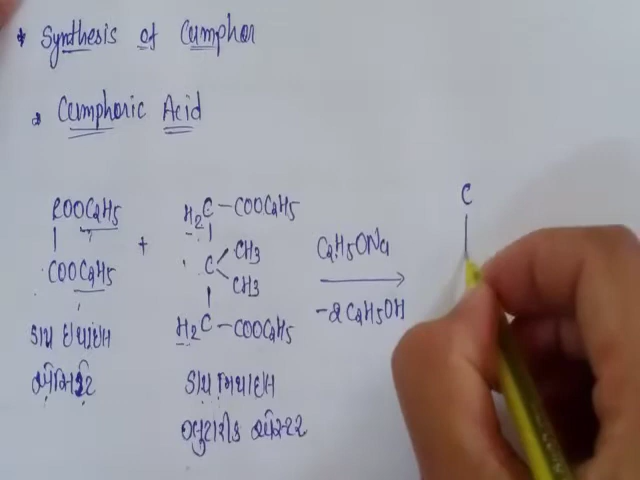 * Synthesis of Camphor
* Camphoric Acid
COOC2H5
+
COOC2H5
H2C-COOC2H5
C
CH3
CH3
H2C-COOC2H5
C2H5ONa
-2C2H5OH
C
ડાય ઇથાઇલ
ડાય મિથાઇલ
ગ્લુટારીક એસ્ટર